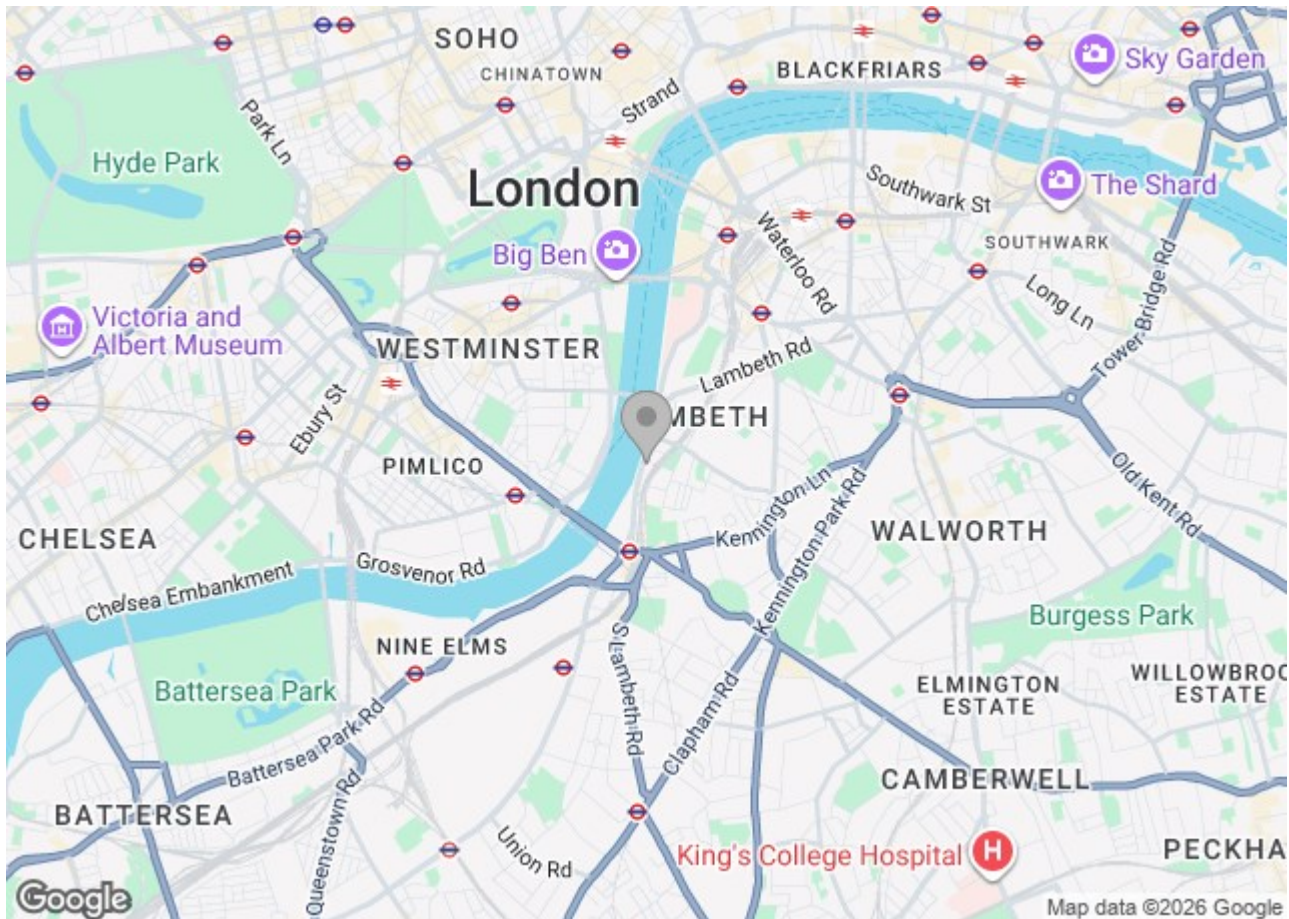 SOHO
CHINATOWN
Strand
BLACKFRIARS
Sky Garden
Park Ln
Hyde Park
London
Southwark St
The Shard
Big Ben
Waterloo Rd
SOUTHWARK
Long Ln
Tower Bridge Rd
Victoria and
Albert Museum
WESTMINSTER
Lambeth Rd
Ebury St
MBETH
PIMLICO
Kennington Ln
Kennington Park Rd
Old Kent Rd
WALWORTH
CHELSEA
Grosvenor Rd
Chelsea Embankment
Burgess Park
NINE ELMS
S Lambeth Rd
Battersea Park
ELMINGTON
ESTATE
WILLOWBROO
ESTATE
Clapham Rd
Battersea Park Rd
CAMBERWELL
BATTERSEA
Queenstown Rd
Union Rd
King's College Hospital
H
PECKHA
Google
Map data ©2026 Google